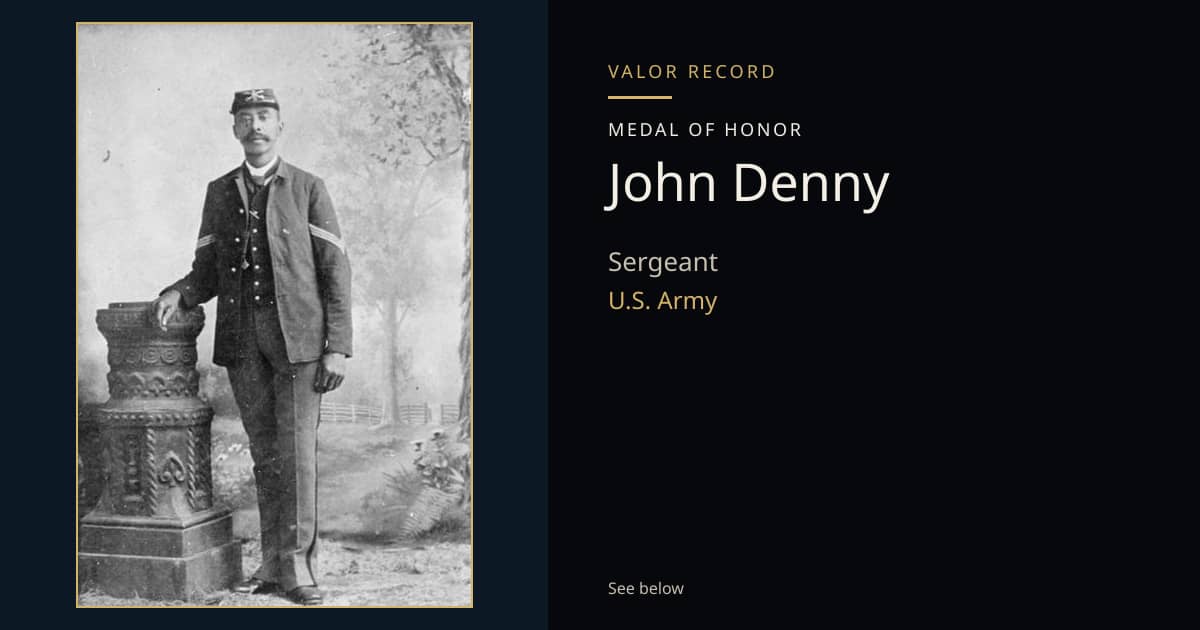 VALOR RECORD
MEDAL OF HONOR
John Denny
Sergeant
U.S. Army
See below